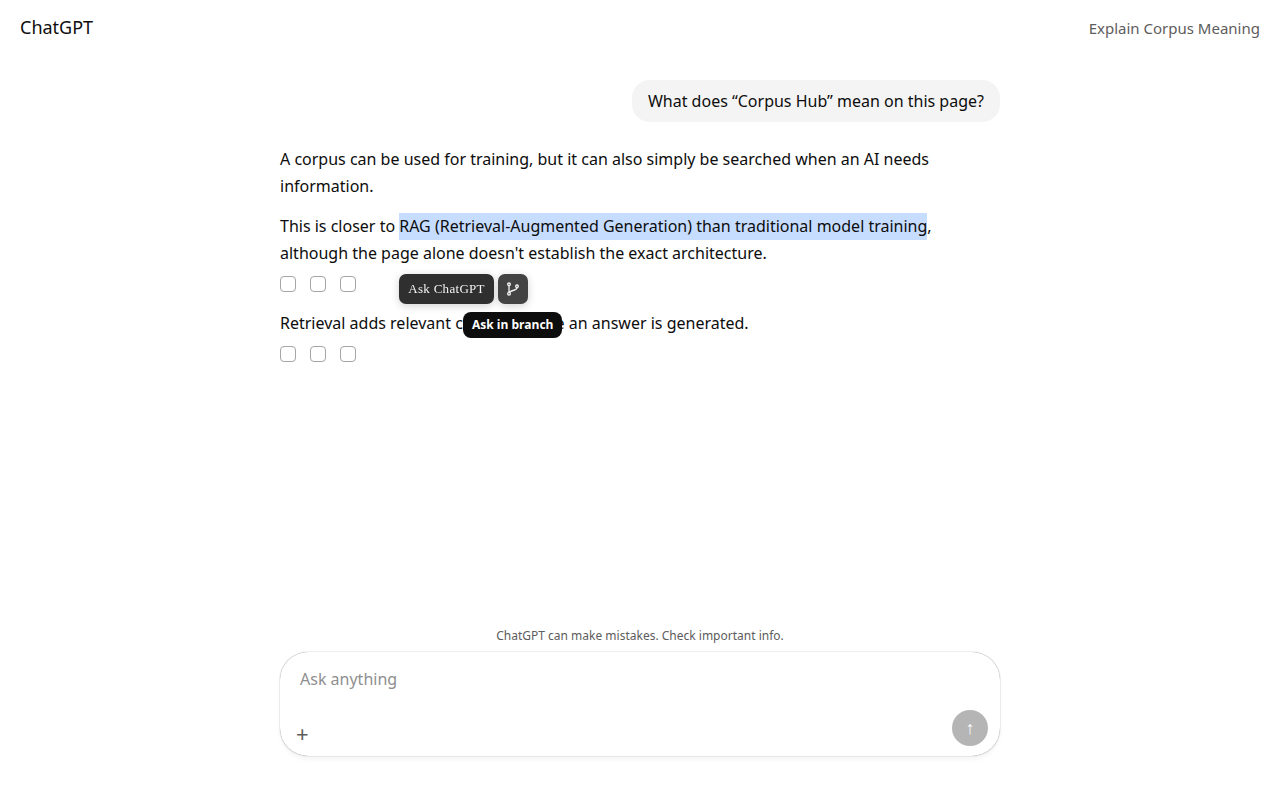 ChatGPT
Explain Corpus Meaning
What does “Corpus Hub” mean on this page?
A corpus can be used for training, but it can also simply be searched when an AI needs
information.
This is closer to RAG (Retrieval-Augmented Generation) than traditional model training,
although the page alone doesn't establish the exact architecture.
Ask ChatGPT
Retrieval adds relevant an answer is generated.
Ask in branch
ChatGPT can make mistakes. Check important info.
Ask anything
+
↑